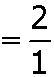 = 2/1